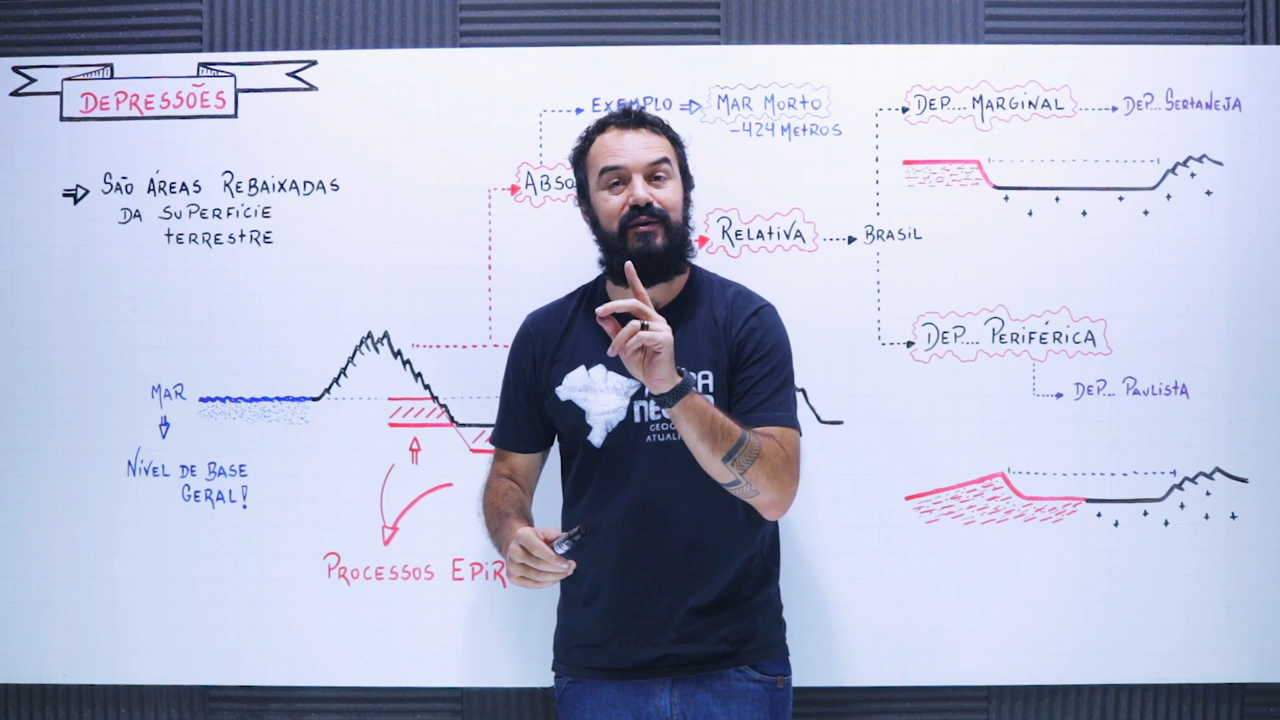 DEPRESSÕES
SÃO ÁREAS REBAIXADAS
DA SUPERFÍCIE
TERRESTRE
EXEMPLO
MAR MORTO
-424 METROS
RELATIVA
BRASIL
DEP... MARGINAL
DEP... SERTANEJA
DEP... PERIFÉRICA
DEP... PAULISTA
MAR
NÍVEL DE BASE
GERAL!
PROCESSOS